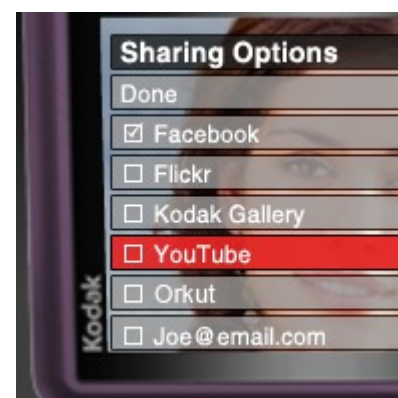 Sharing Options
Done
Facebook
Flickr
Kodak Gallery
YouTube
Orkut
Joe@email.com
Kodak